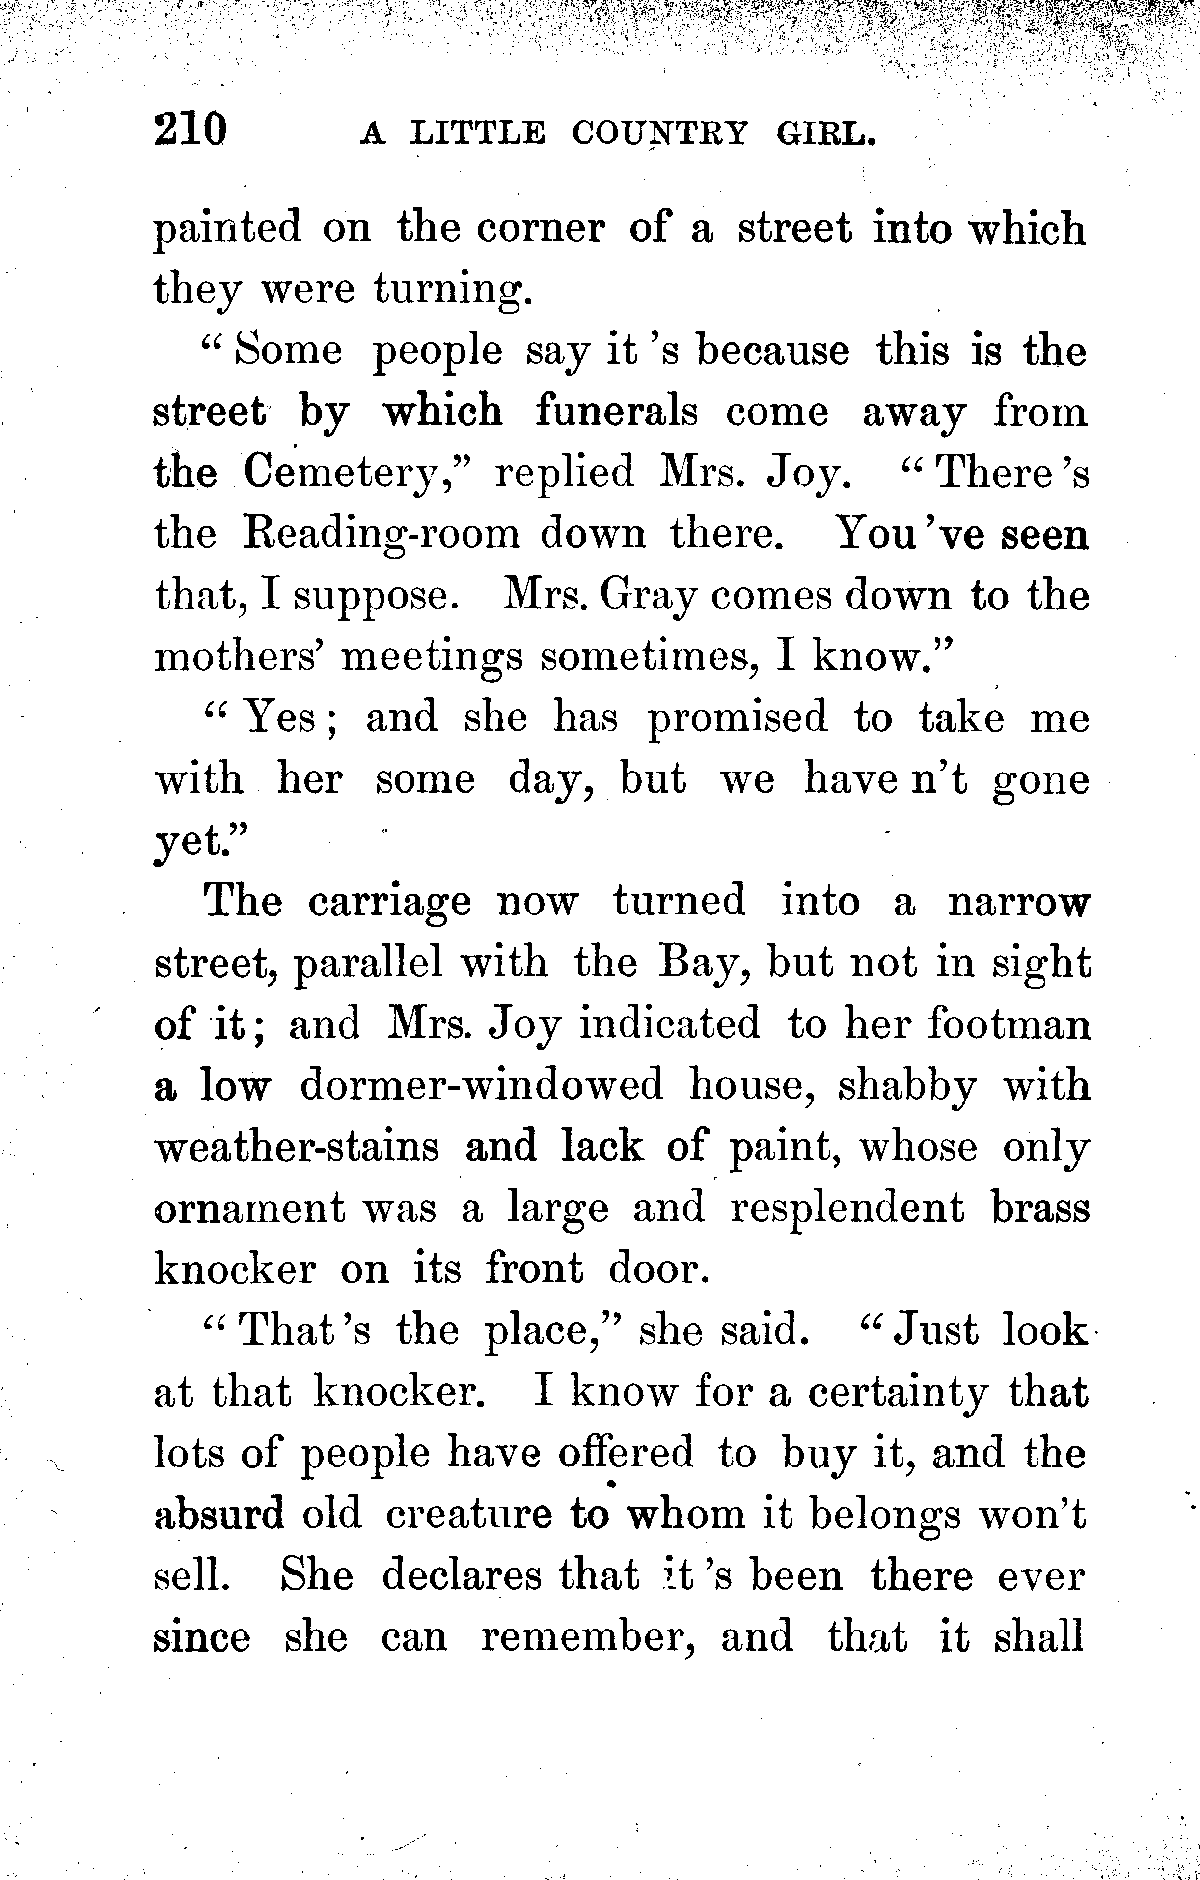 210 A LITTLE COUNTRY GIRL.
painted on the corner of a street into which
they were turning.
“Some people say it 's because this is the
street by which funerals come away from
the Cemetery,” replied Mrs. Joy. “There 's
the Reading-room down there. You 've seen
that, I suppose. Mrs. Gray comes down to the
mothers’ meetings sometimes, I know.”
“Yes; and she has promised to take me
with her some day, but we have n't gone
yet.”
The carriage now turned into a narrow
street, parallel with the Bay, but not in sight
of it; and Mrs. Joy indicated to her footman
a low dormer-windowed house, shabby with
weather-stains and lack of paint, whose only
ornament was a large and resplendent brass
knocker on its front door.
“That 's the place,” she said. “Just look
at that knocker. I know for a certainty that
lots of people have offered to buy it, and the
absurd old creature to whom it belongs won't
sell. She declares that it 's been there ever
since she can remember, and that it shall